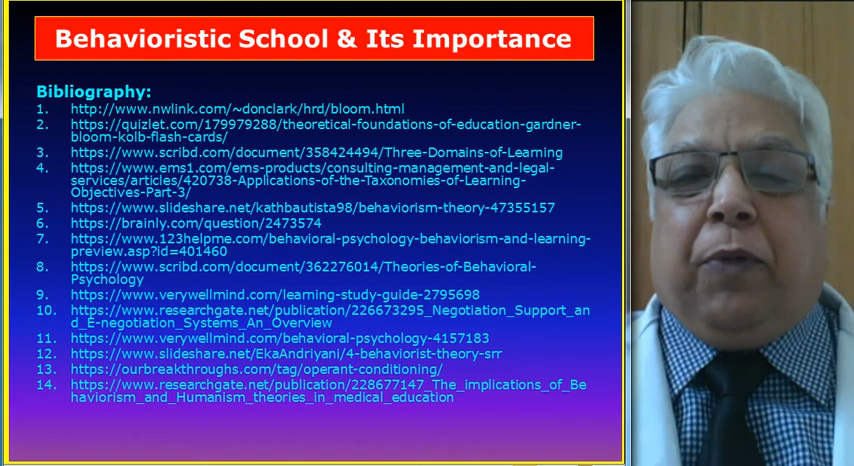 Behavioristic School & Its Importance
Bibliography:
1. http://www.nwlink.com/~donclark/hrd/bloom.html
2. https://quizlet.com/179979288/theoretical-foundations-of-education-gardner-
bloom-kolb-flash-cards/
3. https://www.scribd.com/document/358424494/Three-Domains-of-Learning
4. https://www.ems1.com/ems-products/consulting-management-and-legal-
services/articles/420738-Applications-of-the-Taxonomies-of-Learning-
Objectives-Part-3/
5. https://www.slideshare.net/kathbautista98/behaviorism-theory-47355157
6. https://brainly.com/question/2473574
7. https://www.123helpme.com/behavioral-psychology-behaviorism-and-learning-
preview.asp?id=401460
8. https://www.scribd.com/document/362276014/Theories-of-Behavioral-
Psychology
9. https://www.verywellmind.com/learning-study-guide-2795698
10. https://www.researchgate.net/publication/226673295_Negotiation_Support_an
d_E-negotiation_Systems_An_Overview
11. https://www.verywellmind.com/behavioral-psychology-4157183
12. https://www.slideshare.net/EkaAndriyani/4-behaviorist-theory-srr
13. https://ourbreakthroughs.com/tag/operant-conditioning/
14. https://www.researchgate.net/publication/228677147_The_implications_of_Be
haviorism_and_Humanism_theories_in_medical_education